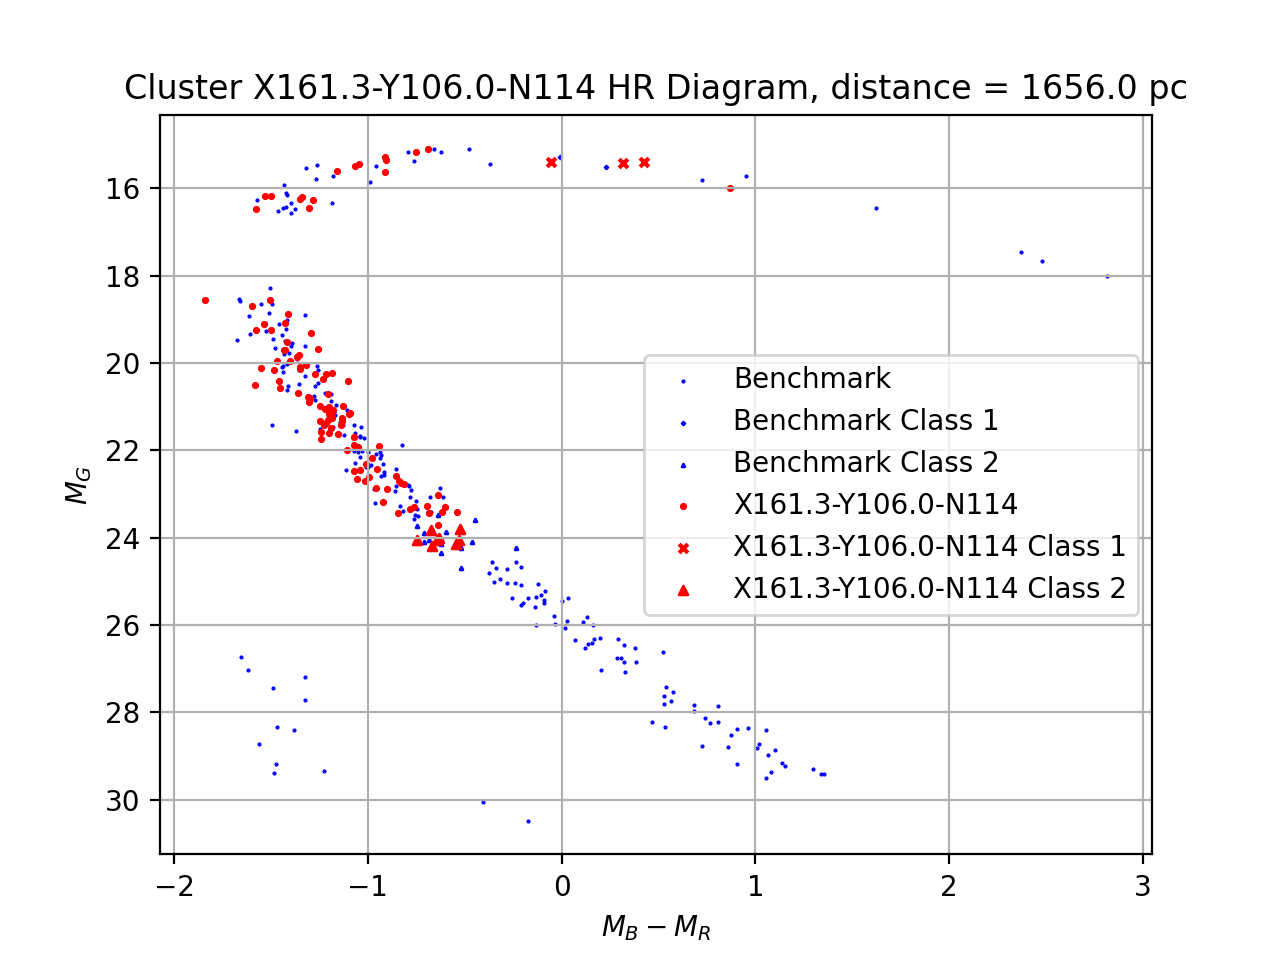 Cluster X161.3-Y106.0-N114 HR Diagram, distance = 1656.0 pc
16
18
20
22
24
26
28
30
M_G
Benchmark
Benchmark Class 1
Benchmark Class 2
X161.3-Y106.0-N114
X161.3-Y106.0-N114 Class 1
X161.3-Y106.0-N114 Class 2
−2 −1 0 1 2 3
M_B − M_R